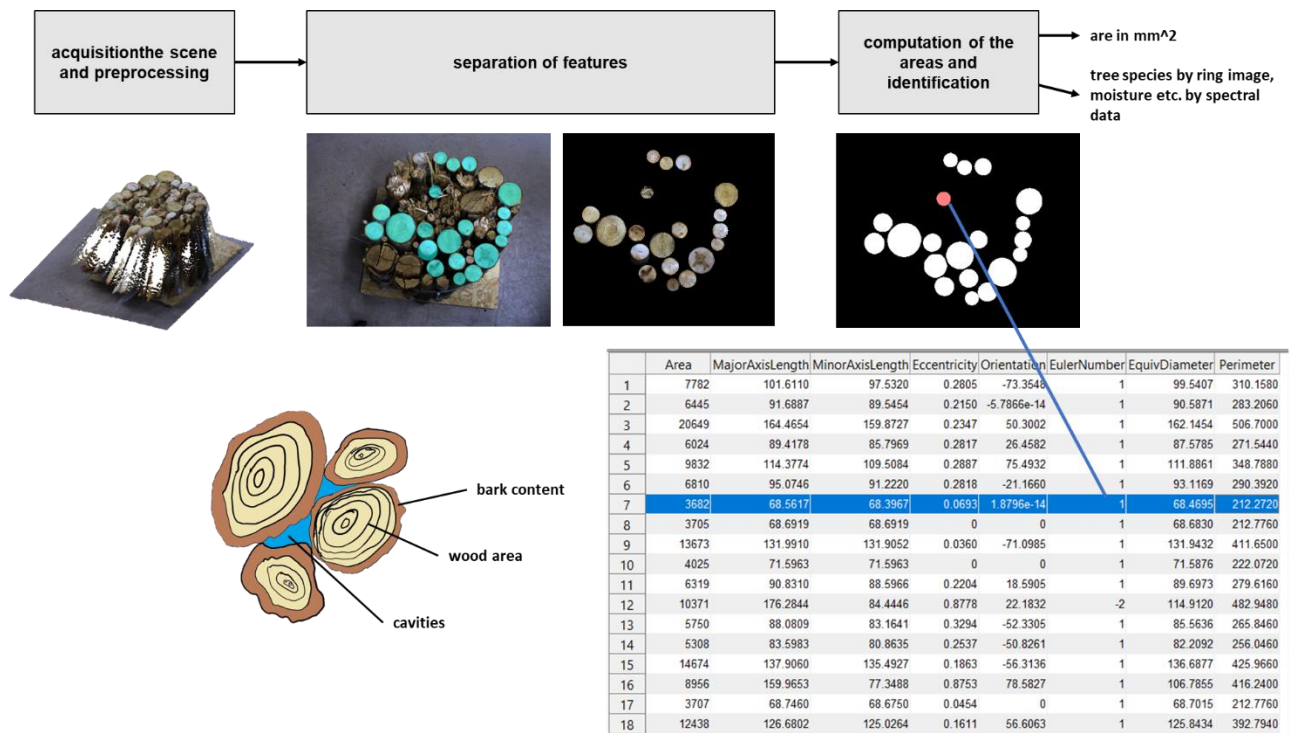 acquisitionthe scene
and preprocessing
separation of features
computation of the
areas and
identification
are in mm^2
tree species by ring image,
moisture etc. by spectral
data
bark content
wood area
cavities
Area MajorAxisLength MinorAxisLength Eccentricity Orientation EulerNumber EquivDiameter Perimeter
1 7782 101.6110 97.5320 0.2805 -73.3548 1 99.5407 310.1580
2 6445 91.6887 89.5454 0.2150 -5.7866e-14 1 90.5871 283.2060
3 20649 164.4654 159.8727 0.2347 50.3002 1 162.1454 506.7000
4 6024 89.4178 85.7969 0.2817 26.4582 1 87.5785 271.5440
5 9832 114.3774 109.5084 0.2887 75.4932 1 111.8861 348.7880
6 6810 95.0746 91.2220 0.2818 -21.1660 1 93.1169 290.3920
7 3682 68.5617 68.3967 0.0693 1.8796e-14 1 68.4695 212.2720
8 3705 68.6919 68.6919 0 0 1 68.6830 212.7760
9 13673 131.9910 131.9052 0.0360 -71.0985 1 131.9432 411.6500
10 4025 71.5963 71.5963 0 0 1 71.5876 222.0720
11 6319 90.8310 88.5966 0.2204 18.5905 1 89.6973 279.6160
12 10371 176.2844 84.4446 0.8778 22.1832 -2 114.9120 482.9480
13 5750 88.0809 83.1641 0.3294 -52.3305 1 85.5636 265.8460
14 5308 83.5983 80.8635 0.2537 -50.8261 1 82.2092 256.0460
15 14674 137.9060 135.4927 0.1863 -56.3136 1 136.6877 425.9660
16 8956 159.9653 77.3488 0.8753 78.5827 1 106.7855 416.2400
17 3707 68.7460 68.6750 0.0454 0 1 68.7015 212.7760
18 12438 126.6802 125.0264 0.1611 56.6063 1 125.8434 392.7940